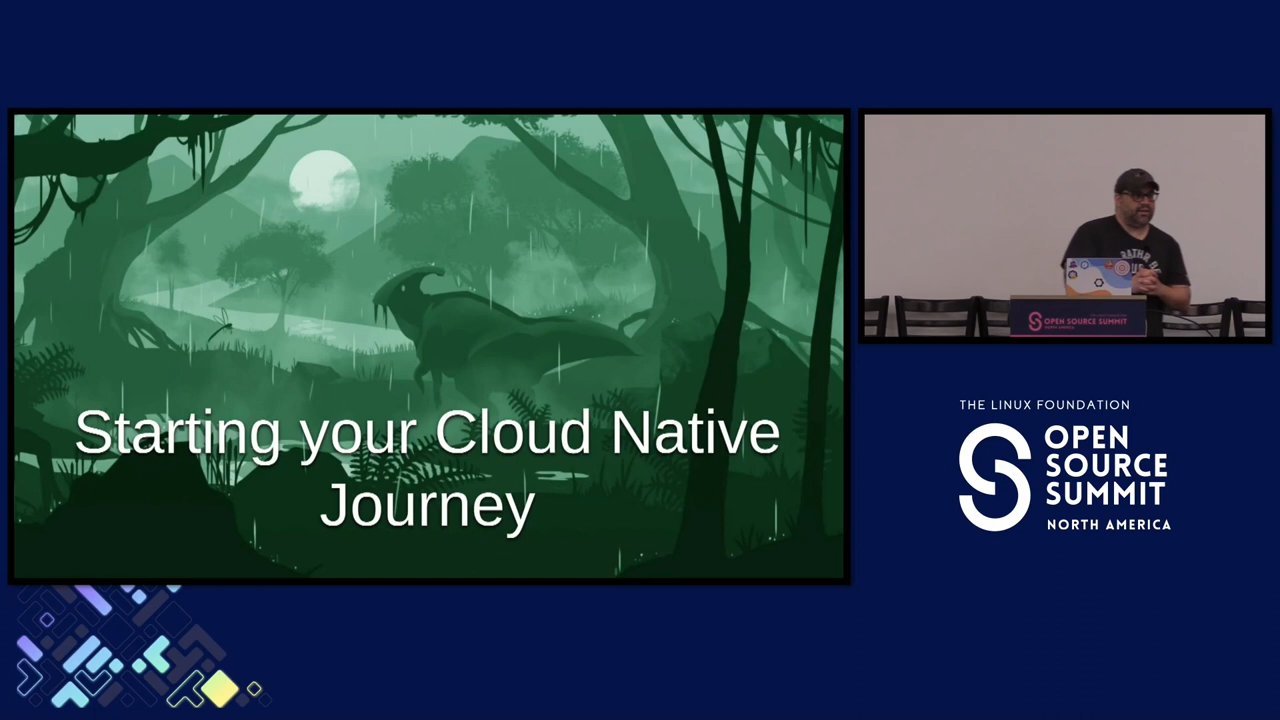 Starting your Cloud Native
Journey
OPEN SOURCE SUMMIT
THE LINUX FOUNDATION
OPEN
SOURCE
SUMMIT
NORTH AMERICA